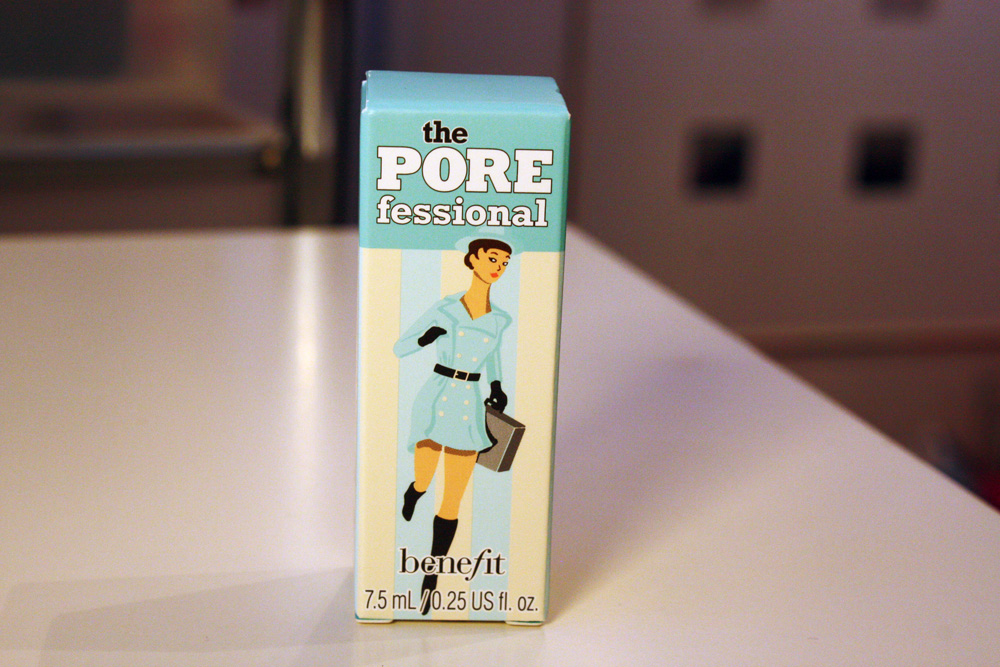 the
PORE
fessional
benefit
7.5 mL / 0.25 US fl. oz.